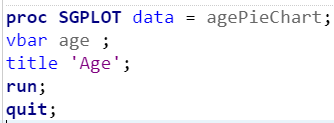 proc SGPLOT data = agePieChart;
vbar age ;
title 'Age';
run;
quit;